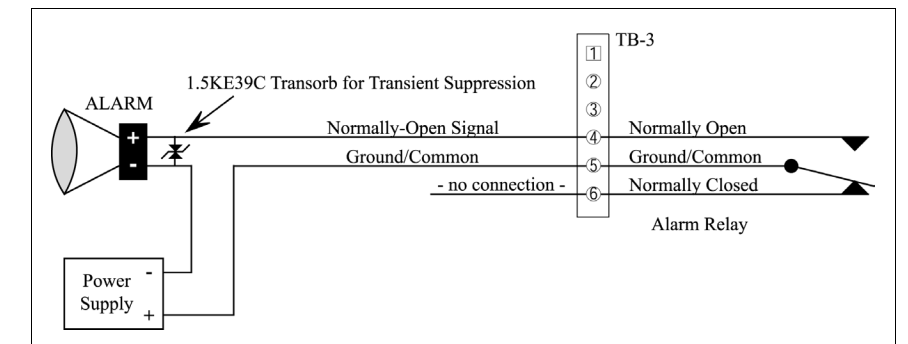 TB-3
1
1.5KE39C Transorb for Transient Suppression
2
ALARM
3
+ Normally-Open Signal 4 Normally Open
- Ground/Common 5 Ground/Common
- no connection - 6 Normally Closed
Alarm Relay
Power -
Supply +